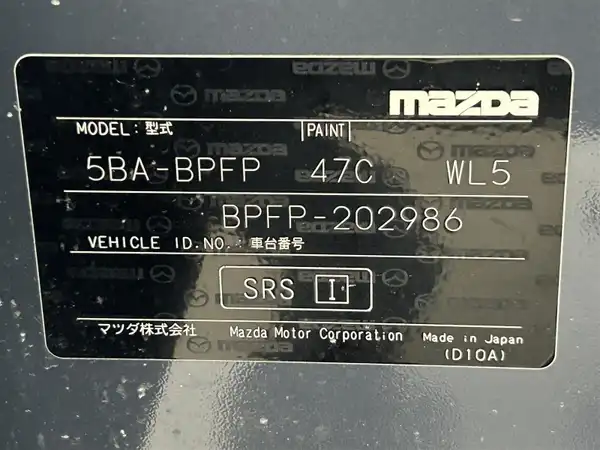 mazda
MODEL:型式 PAINT
5BA-BPFP 47C WL5
BPFP-202986
VEHICLE ID.NO.:車台番号
SRS I
マツダ株式会社 Mazda Motor Corporation Made in Japan
(D10A)